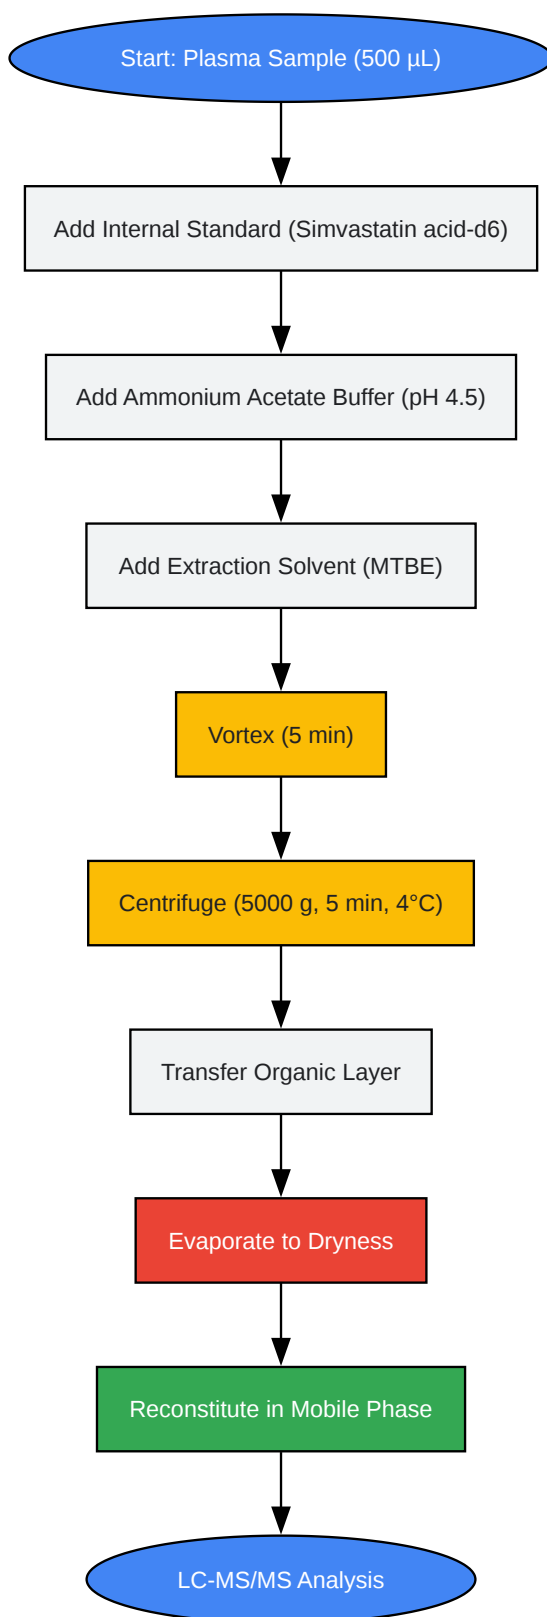 Start: Plasma Sample (500 µL)
Add Internal Standard (Simvastatin acid-d6)
Add Ammonium Acetate Buffer (pH 4.5)
Add Extraction Solvent (MTBE)
Vortex (5 min)
Centrifuge (5000 g, 5 min, 4°C)
Transfer Organic Layer
Evaporate to Dryness
Reconstitute in Mobile Phase
LC-MS/MS Analysis